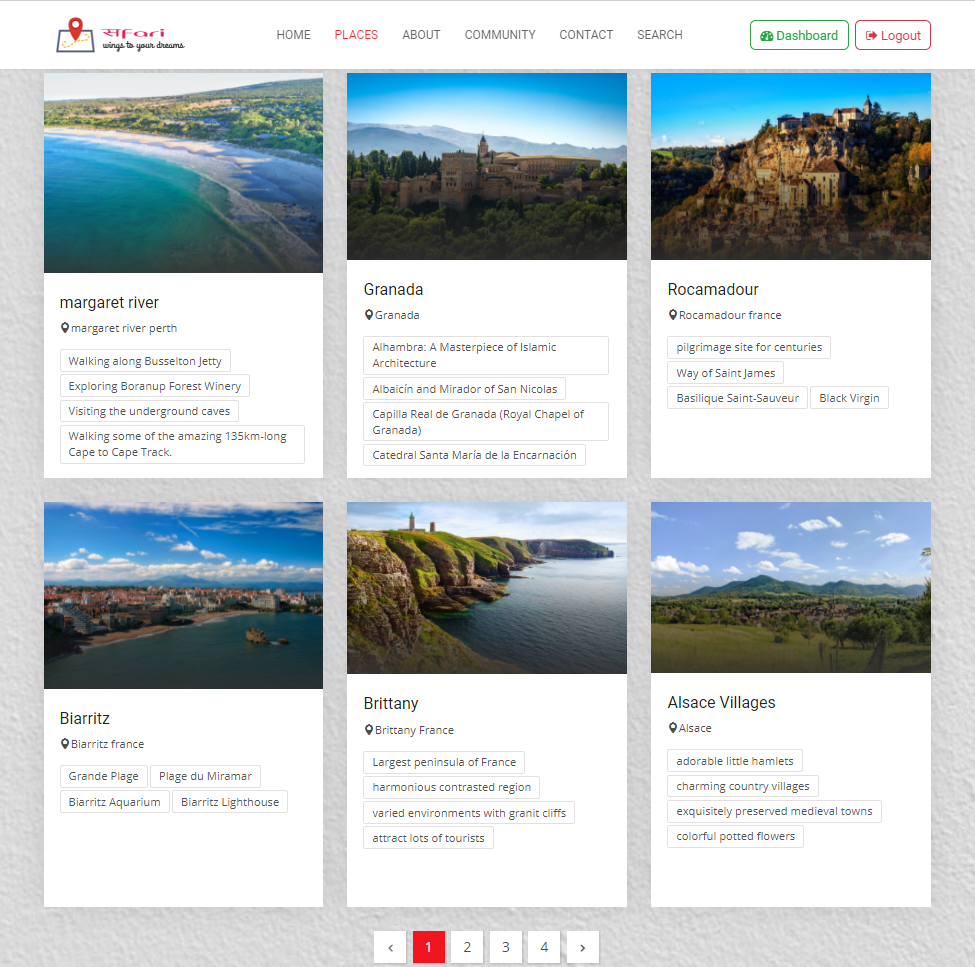 सफारी
wings to your dreams
HOME PLACES ABOUT COMMUNITY CONTACT SEARCH
Dashboard Logout
margaret river
margaret river perth
Walking along Busselton Jetty
Exploring Boranup Forest Winery
Visiting the underground caves
Walking some of the amazing 135km-long
Cape to Cape Track.
Granada
Granada
Alhambra: A Masterpiece of Islamic
Architecture
Albaicín and Mirador of San Nicolas
Capilla Real de Granada (Royal Chapel of
Granada)
Catedral Santa María de la Encarnación
Rocamadour
Rocamadour france
pilgrimage site for centuries
Way of Saint James
Basilique Saint-Sauveur Black Virgin
Biarritz
Biarritz france
Grande Plage Plage du Miramar
Biarritz Aquarium Biarritz Lighthouse
Brittany
Brittany France
Largest peninsula of France
harmonious contrasted region
varied environments with granit cliffs
attract lots of tourists
Alsace Villages
Alsace
adorable little hamlets
charming country villages
exquisitely preserved medieval towns
colorful potted flowers
‹ 1 2 3 4 ›